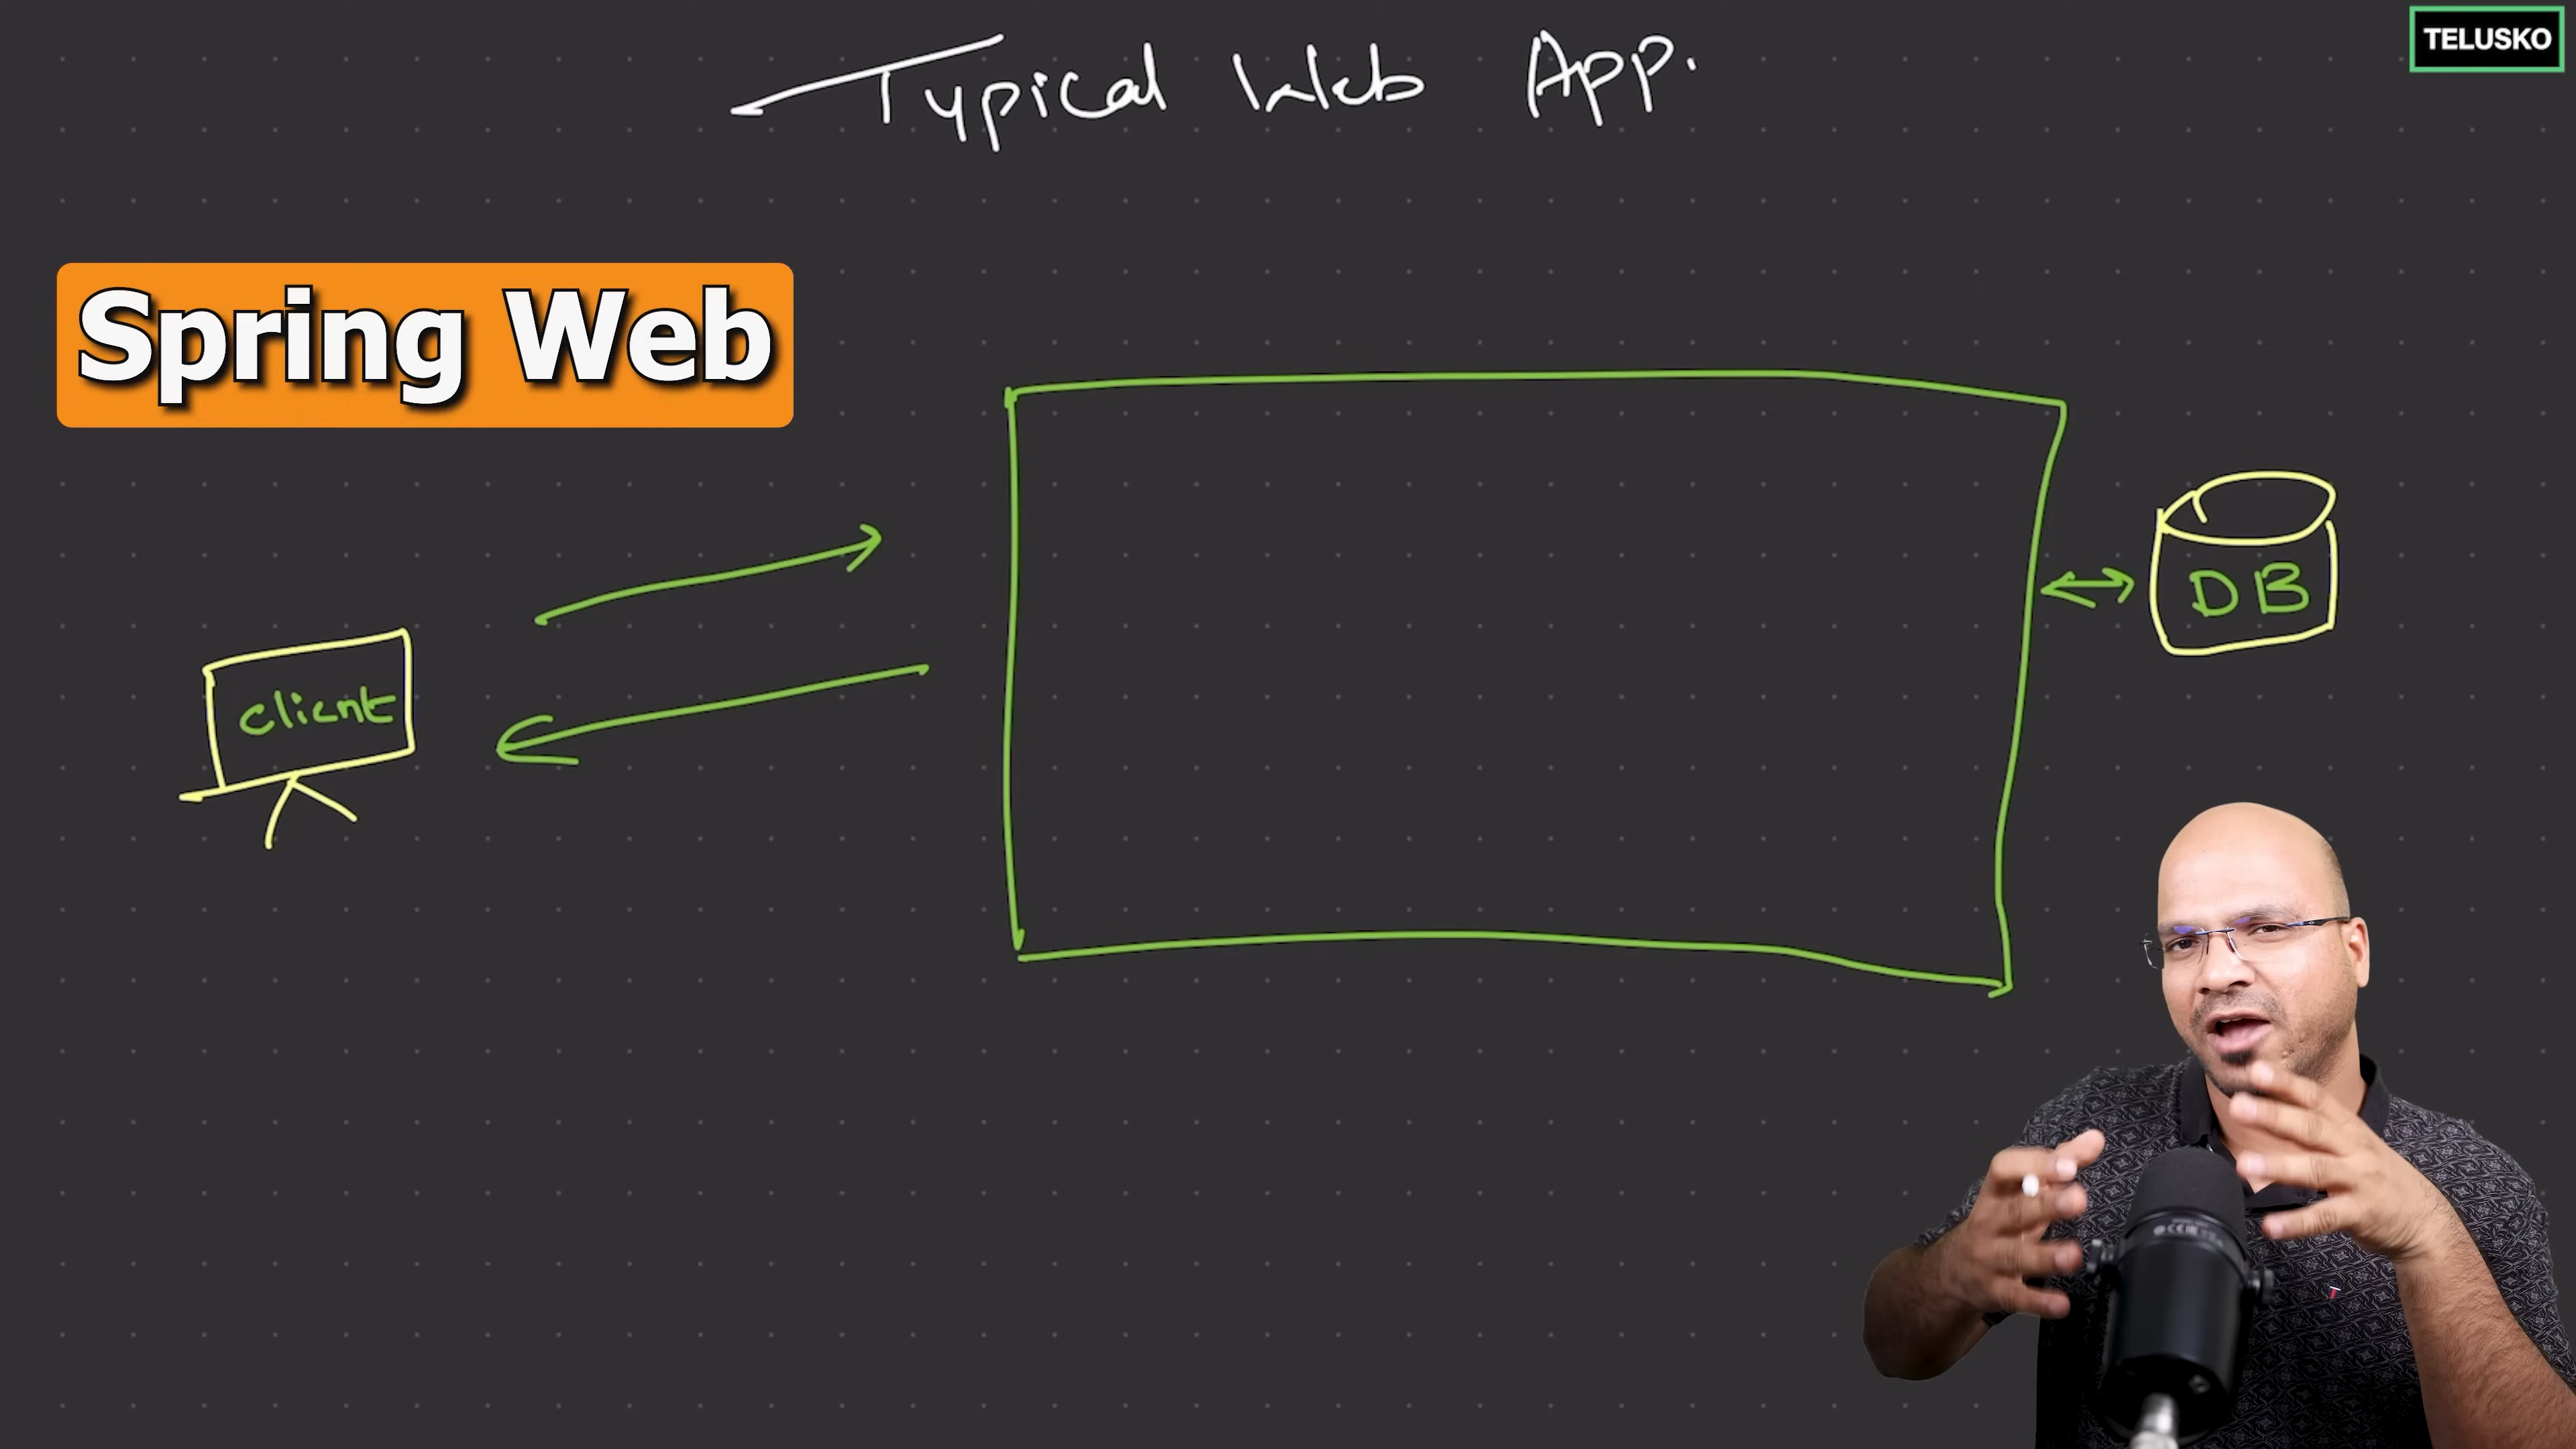 Typical Web App.
TELUSKO
Spring Web
client
DB